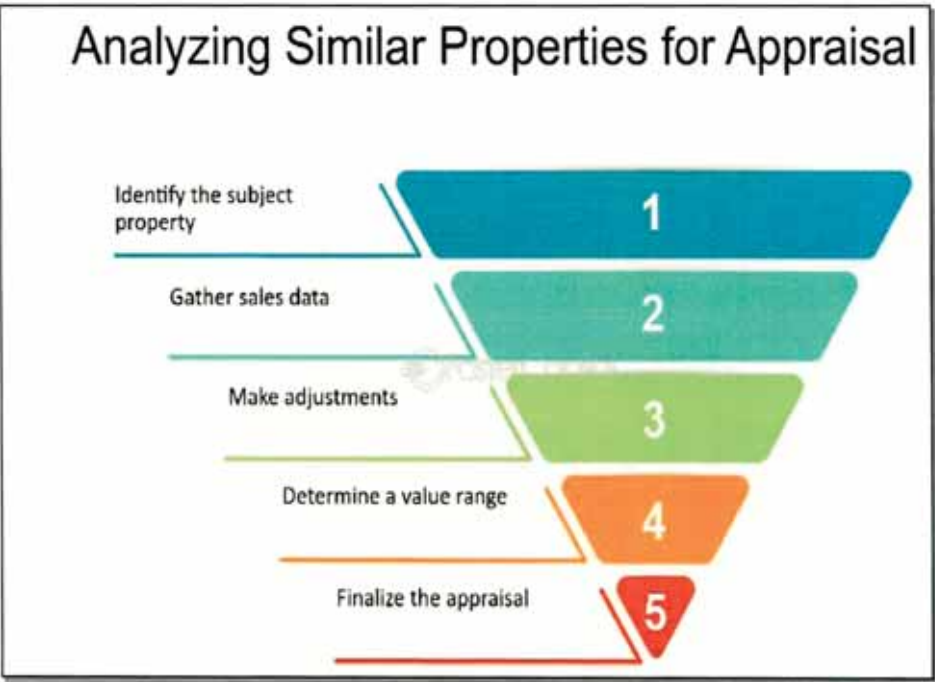 Analyzing Similar Properties for Appraisal
Identify the subject
property
1
Gather sales data
2
Make adjustments
3
Determine a value range
4
Finalize the appraisal
5